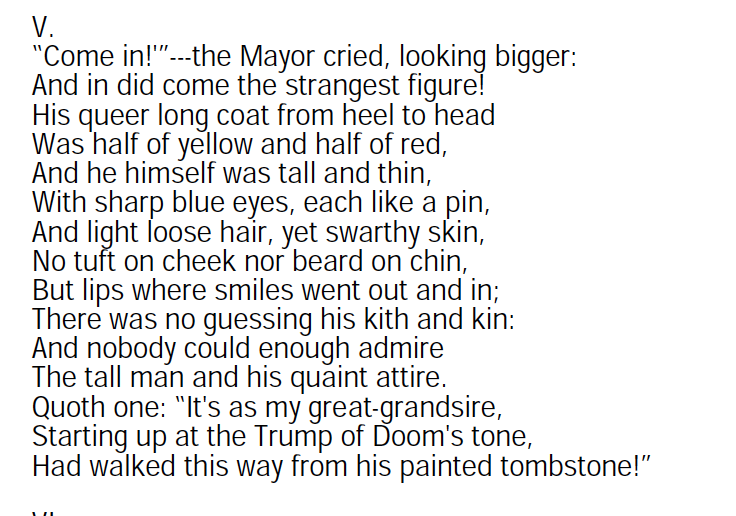 V.
“Come in!'”---the Mayor cried, looking bigger:
And in did come the strangest figure!
His queer long coat from heel to head
Was half of yellow and half of red,
And he himself was tall and thin,
With sharp blue eyes, each like a pin,
And light loose hair, yet swarthy skin,
No tuft on cheek nor beard on chin,
But lips where smiles went out and in;
There was no guessing his kith and kin:
And nobody could enough admire
The tall man and his quaint attire.
Quoth one: “It's as my great-grandsire,
Starting up at the Trump of Doom's tone,
Had walked this way from his painted tombstone!”